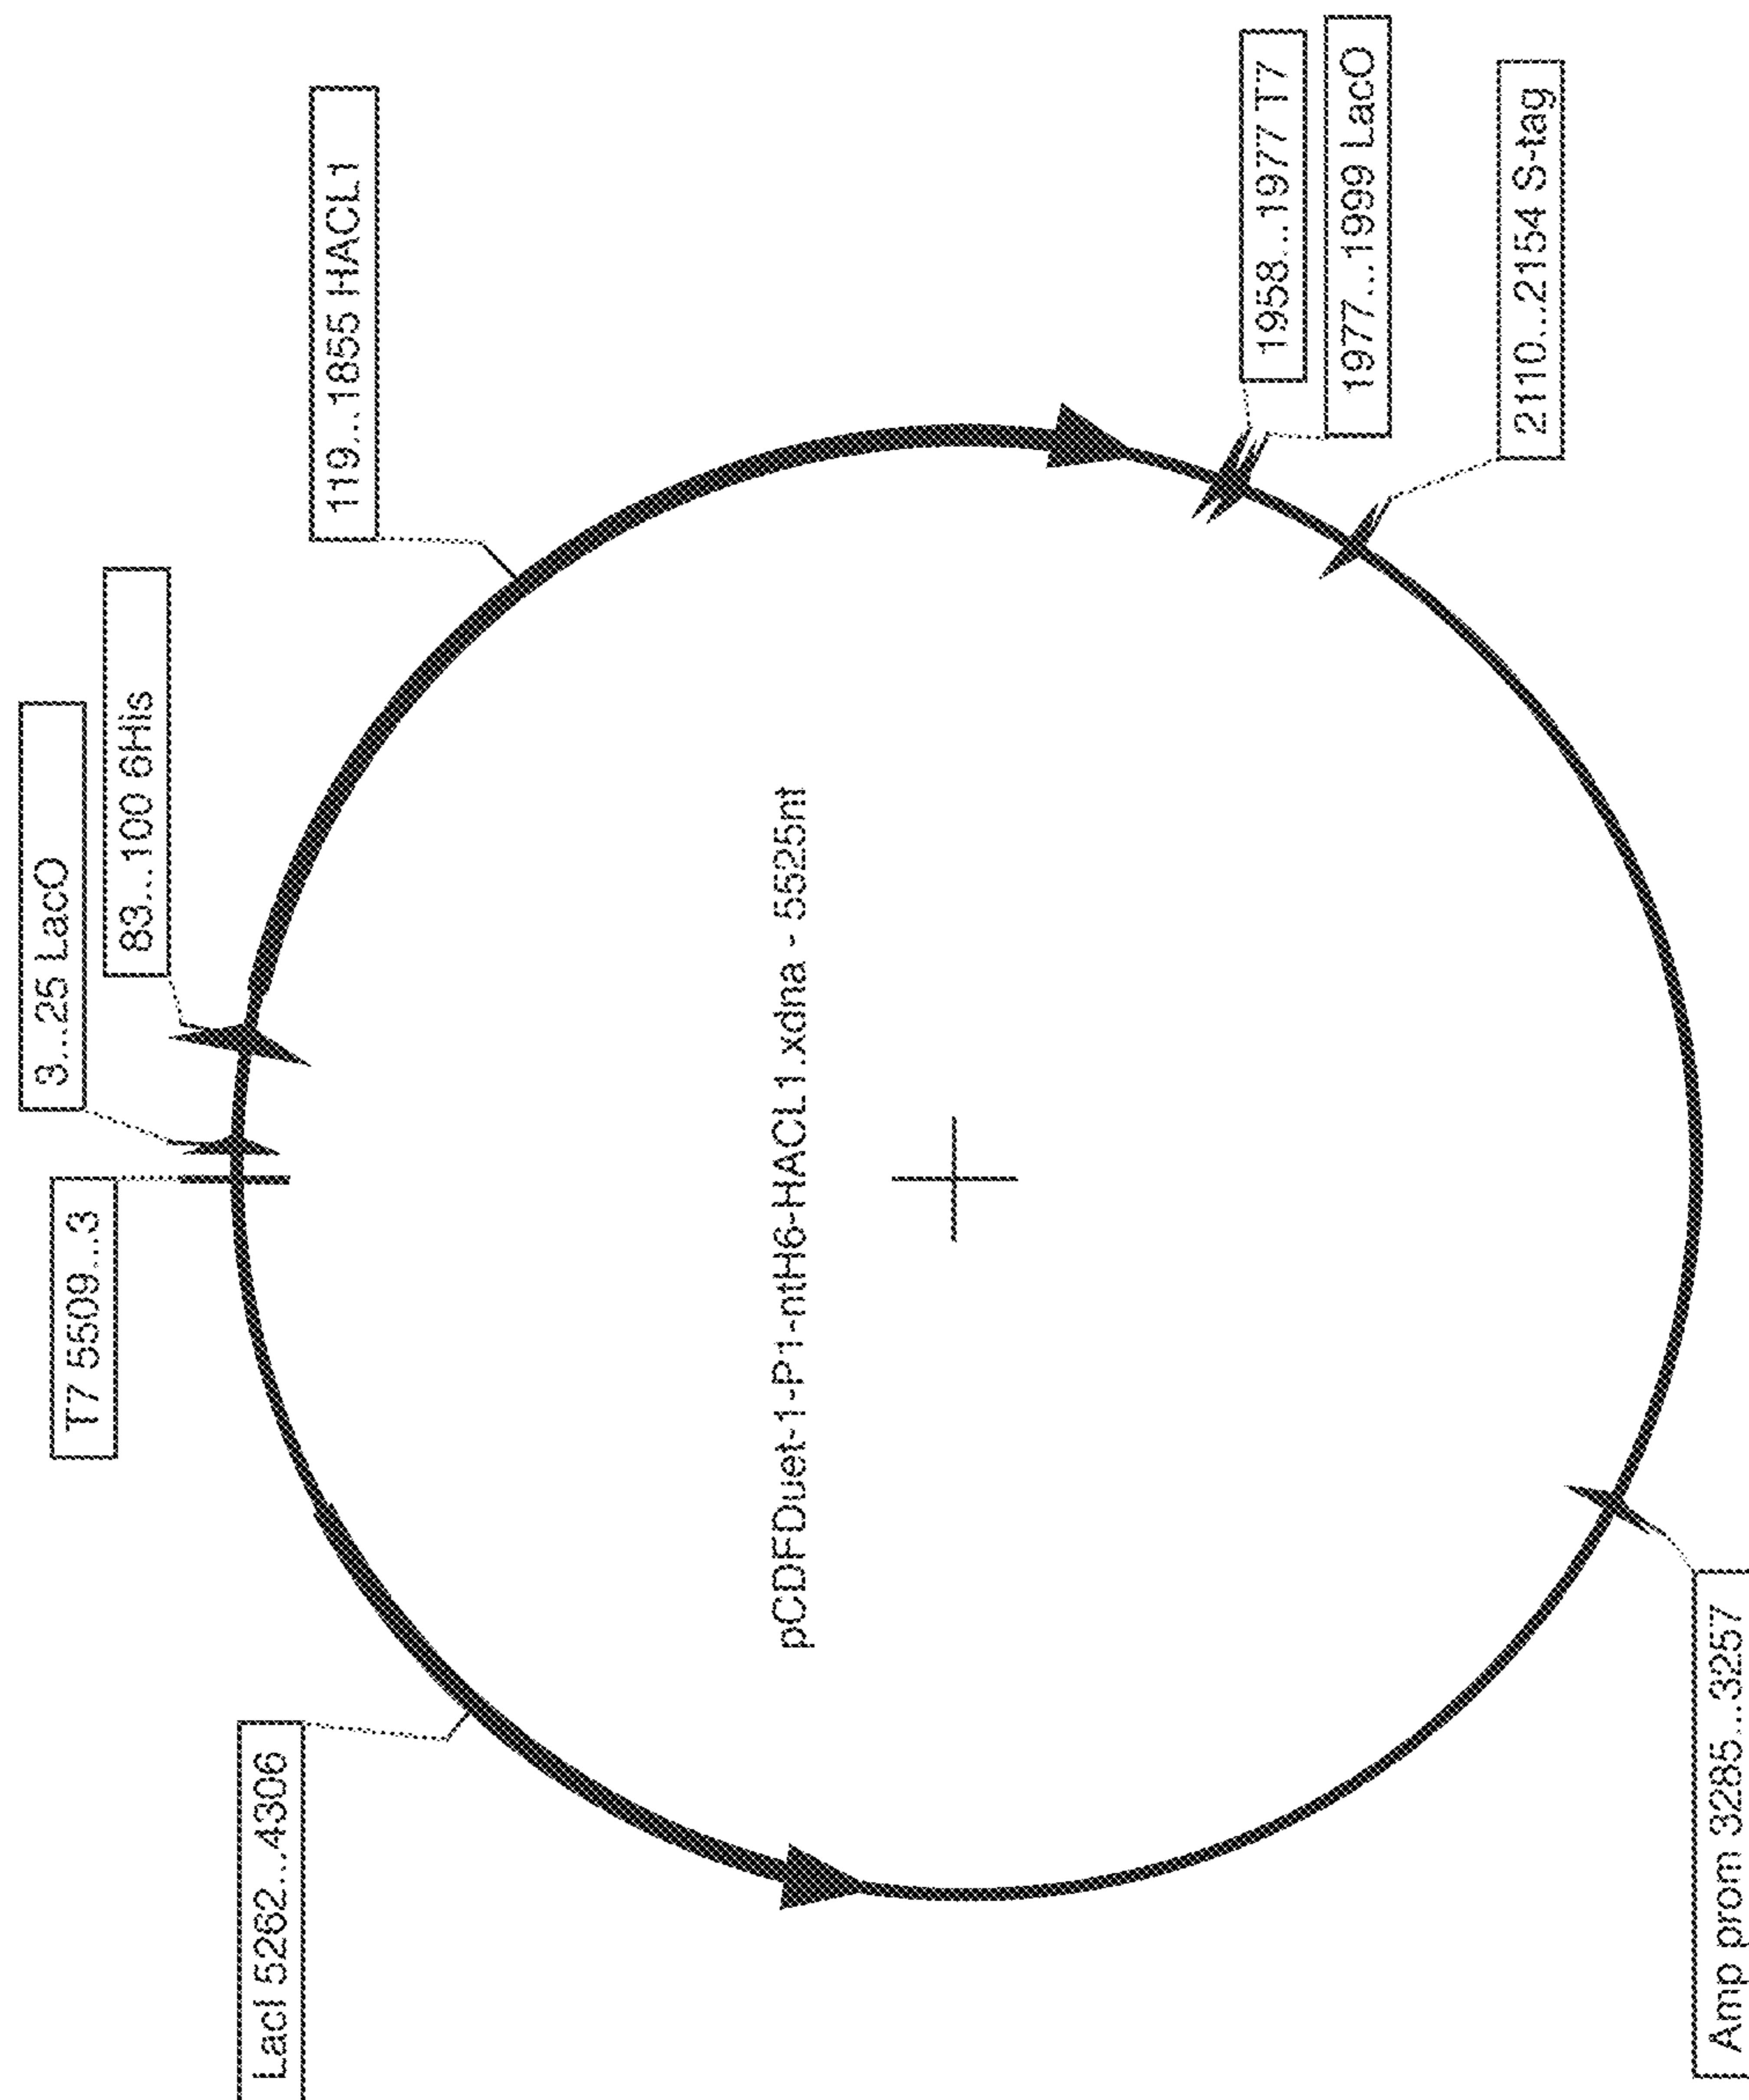 T7 5509...3
3...25 LacO
83...100 6His
119...1855 HACL1
1958...1977 T7
1977...1999 LacO
2110...2154 S-tag
pCDFDuet-1-P1-ntH6-HACL1.xdna - 5525nt
LacI 5262...4306
Amp prom 3285...3257